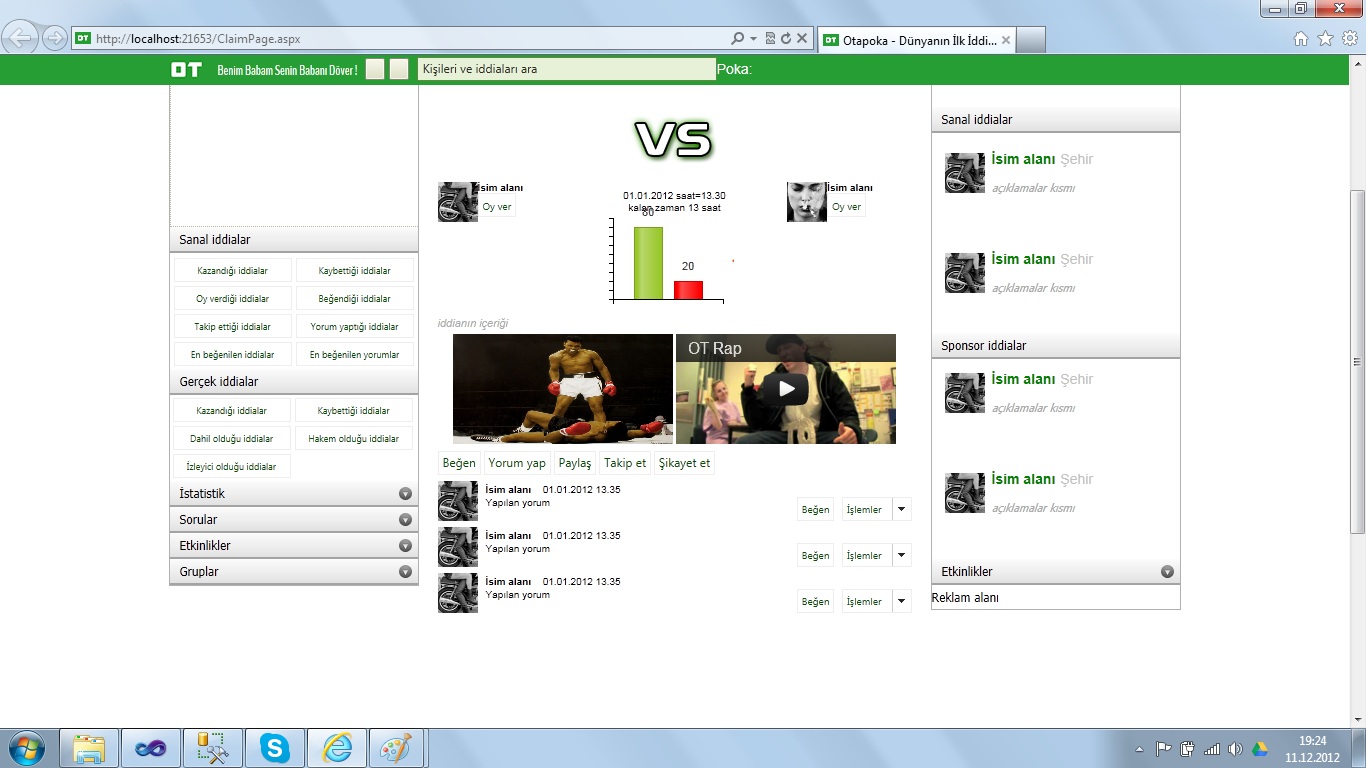 http://localhost:21653/ClaimPage.aspx
OT Otapoka - Dünyanın İlk İddi...
OT Benim Babam Senin Babanı Döver !
Kişileri ve iddiaları ara
Poka:
Sanal iddialar
Kazandığı iddialar
Kaybettiği iddialar
Oy verdiği iddialar
Beğendiği iddialar
Takip ettiği iddialar
Yorum yaptığı iddialar
En beğenilen iddialar
En beğenilen yorumlar
Gerçek iddialar
Kazandığı iddialar
Kaybettiği iddialar
Dahil olduğu iddialar
Hakem olduğu iddialar
İzleyici olduğu iddialar
İstatistik
Sorular
Etkinlikler
Gruplar
VS
İsim alanı
Oy ver
01.01.2012 saat=13.30
kalan zaman 13 saat
İsim alanı
Oy ver
80
20
iddianın içeriği
OT Rap
Beğen
Yorum yap
Paylaş
Takip et
Şikayet et
İsim alanı 01.01.2012 13.35
Yapılan yorum
Beğen
İşlemler
İsim alanı 01.01.2012 13.35
Yapılan yorum
Beğen
İşlemler
İsim alanı 01.01.2012 13.35
Yapılan yorum
Beğen
İşlemler
Sanal iddialar
İsim alanı Şehir
açıklamalar kısmı
İsim alanı Şehir
açıklamalar kısmı
Sponsor iddialar
İsim alanı Şehir
açıklamalar kısmı
İsim alanı Şehir
açıklamalar kısmı
Etkinlikler
Reklam alanı
19:24
11.12.2012